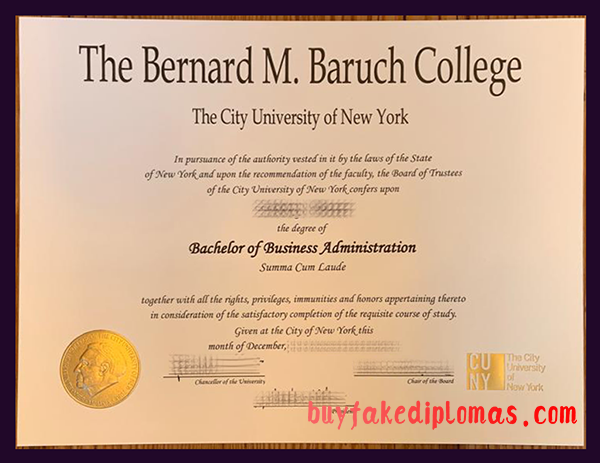 The Bernard M. Baruch College
The City University of New York
In pursuance of the authority vested in it by the laws of the State
of New York and upon the recommendation of the faculty, the Board of Trustees
of the City University of New York confers upon
the degree of
Bachelor of Business Administration
Summa Cum Laude
together with all the rights, privileges, immunities and honors appertaining thereto
in consideration of the satisfactory completion of the requisite course of study.
Given at the City of New York this
month of December,
Chancellor of the University
Chair of the Board
CU
NY
The City
University
of
New York
buyfakediplomas.com